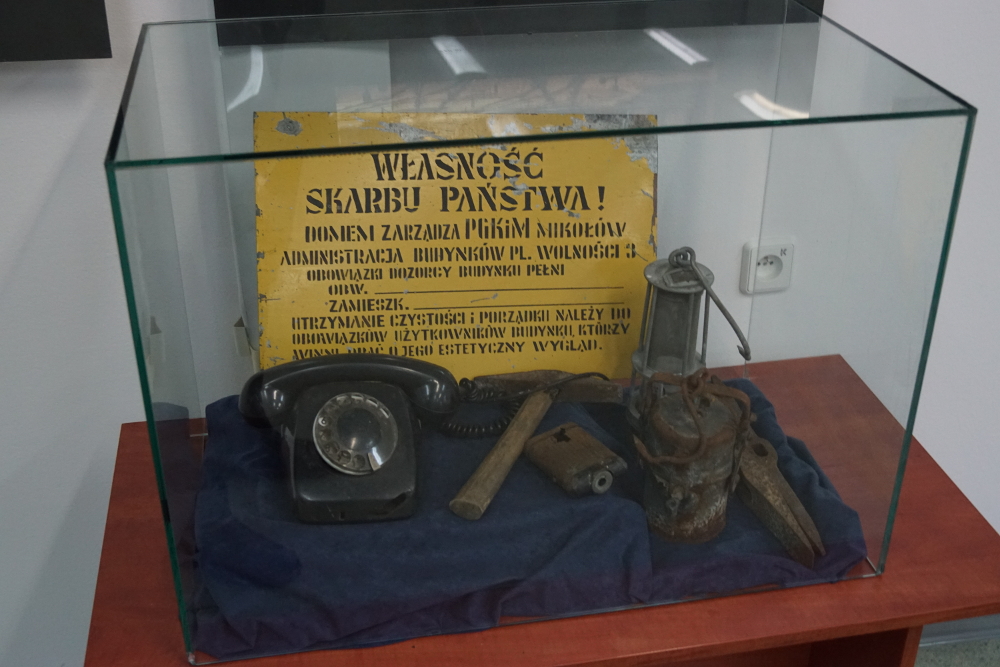 WŁASNOŚĆ
SKARBU PAŃSTWA!
DOMEM ZARZĄDZA PGKiM MIKOŁÓW
ADMINISTRACJA BUDYNKÓW PL. WOLNOŚCI 3
OBOWIĄZKI DOZORCY BUDYNKU PEŁNI
OBW.
ZAMIESZK.
UTRZYMANIE CZYSTOŚCI i PORZĄDKU NALEŻY DO
OBOWIĄZKÓW UŻYTKOWNIKÓW BUDYNKU, KTÓRZY
WINNI DBAĆ O JEGO ESTETYCZNY WYGLĄD.